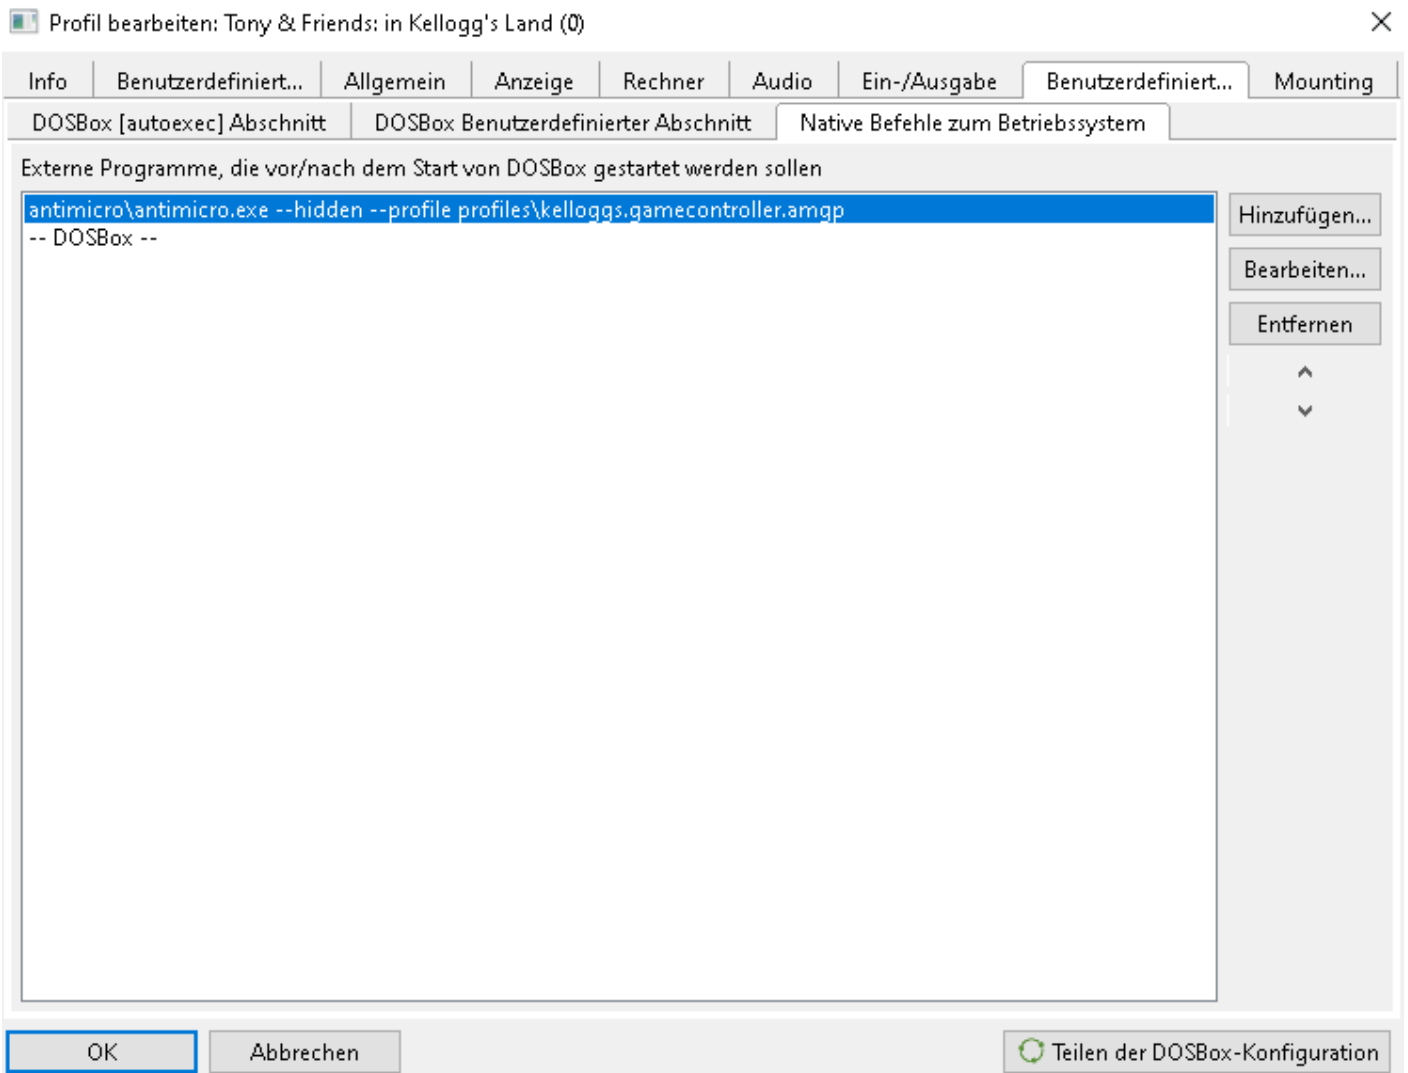 Profil bearbeiten: Tony & Friends: in Kellogg's Land (0)
Info Benutzerdefiniert... Allgemein Anzeige Rechner Audio Ein-/Ausgabe Benutzerdefiniert... Mounting
DOSBox [autoexec] Abschnitt DOSBox Benutzerdefinierter Abschnitt Native Befehle zum Betriebssystem
Externe Programme, die vor/nach dem Start von DOSBox gestartet werden sollen
antimicro\antimicro.exe --hidden --profile profiles\kelloggs.gamecontroller.amgp
-- DOSBox --
Hinzufügen...
Bearbeiten...
Entfernen
OK Abbrechen Teilen der DOSBox-Konfiguration